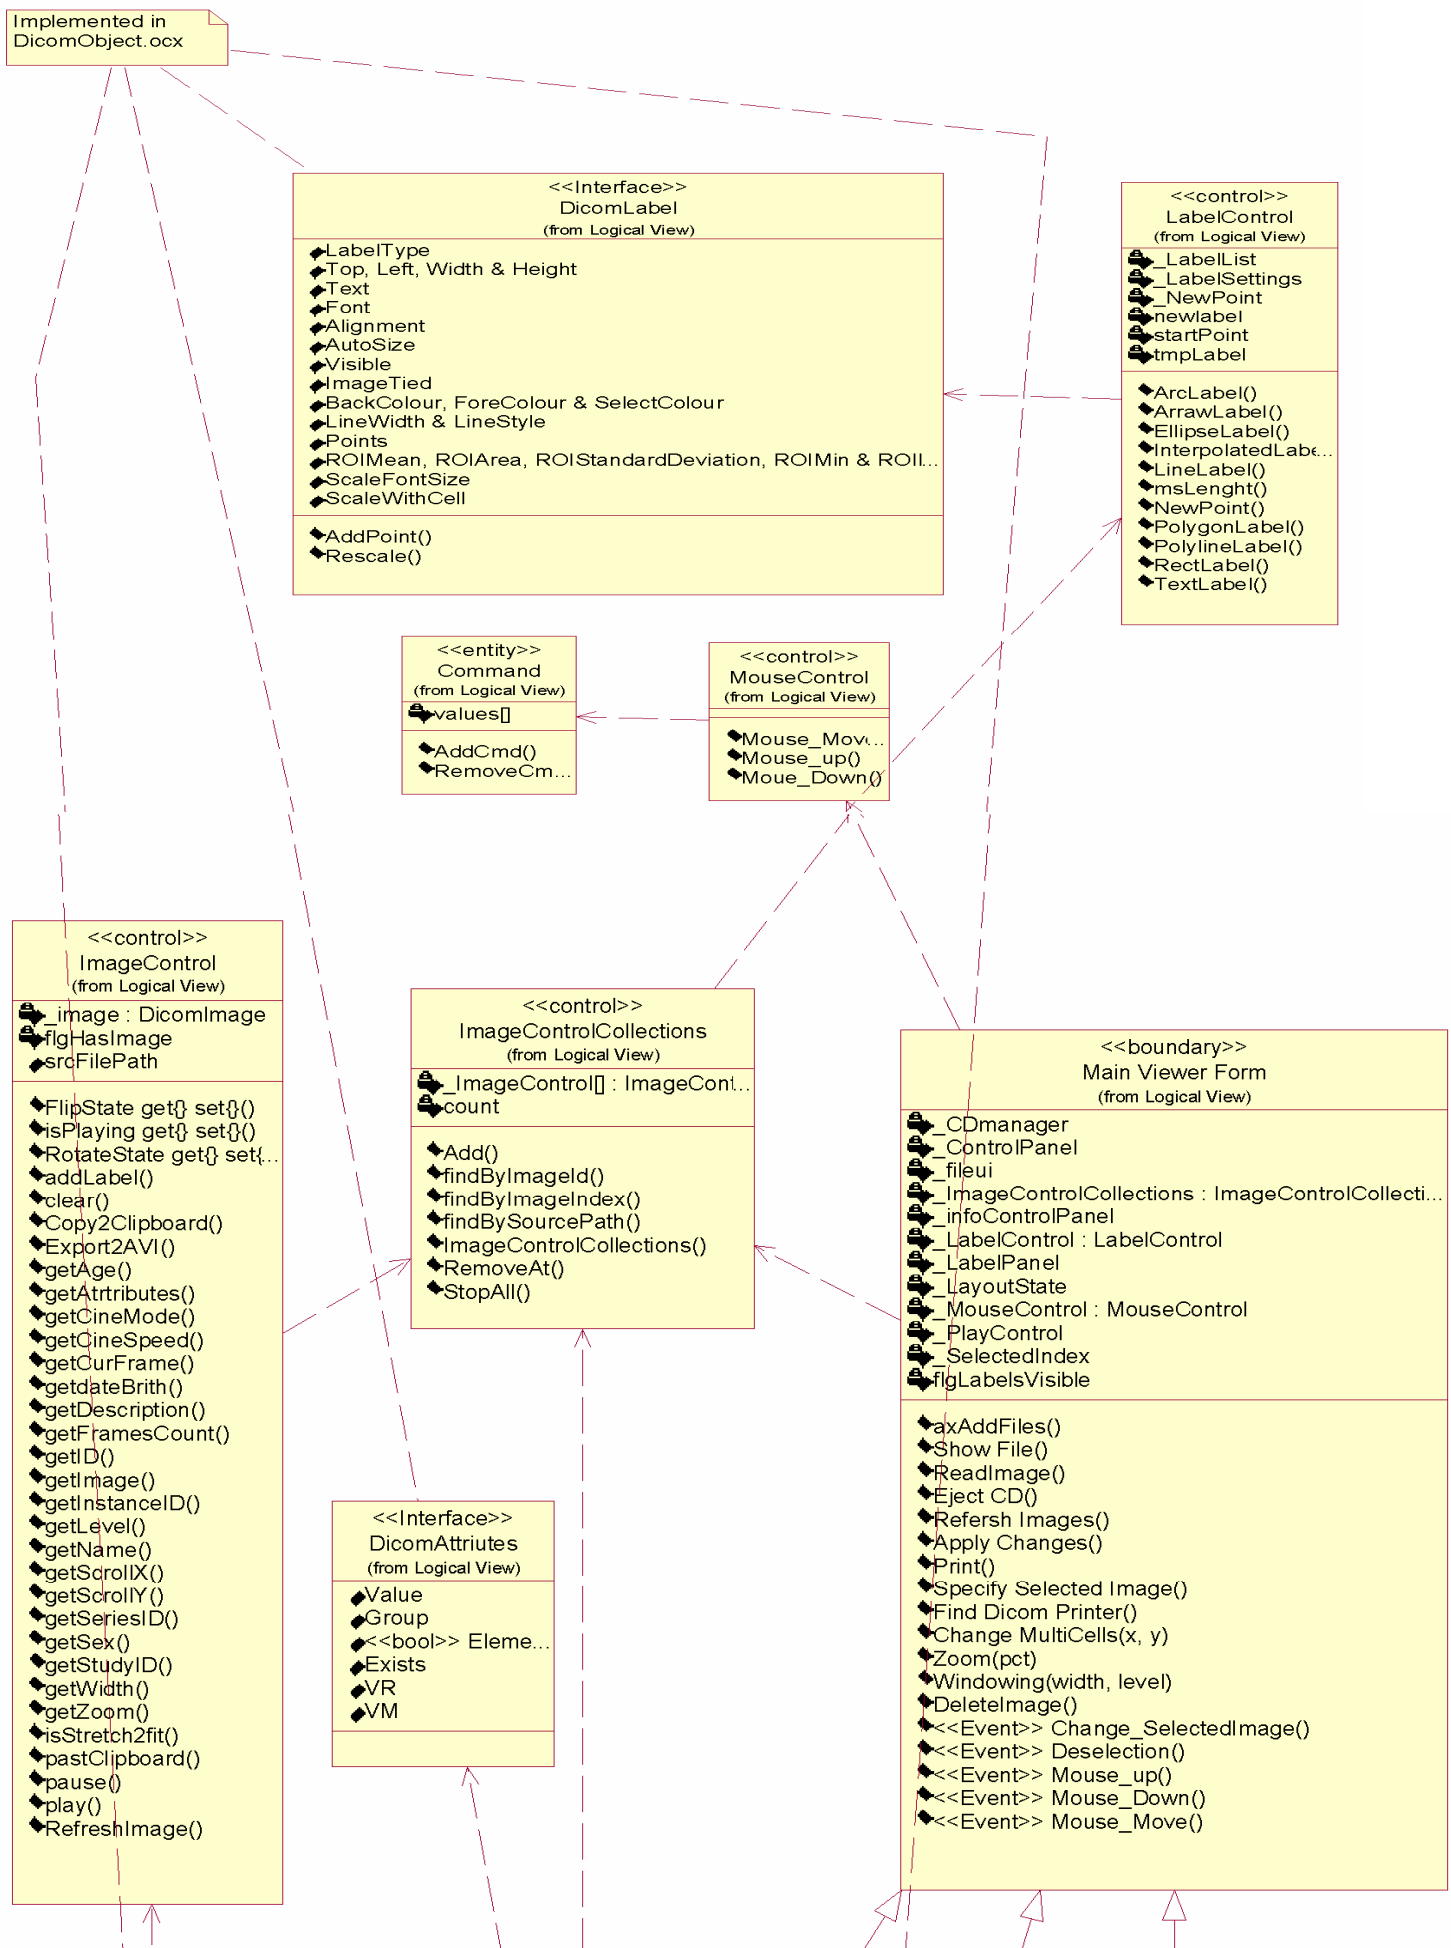 Implemented in
DicomObject.ocx
<<Interface>>
DicomLabel
(from Logical View)
LabelType
Top, Left, Width & Height
Text
Font
Alignment
AutoSize
Visible
ImageTied
BackColour, ForeColour & SelectColour
LineWidth & LineStyle
Points
ROIMean, ROIArea, ROIStandardDeviation, ROIMin & ROII...
ScaleFontSize
ScaleWithCell
AddPoint()
Rescale()
<<control>>
LabelControl
(from Logical View)
_LabelList
_LabelSettings
_NewPoint
newlabel
startPoint
tmpLabel
ArcLabel()
ArrawLabel()
EllipseLabel()
InterpolatedLabe...
LineLabel()
msLenght()
NewPoint()
PolygonLabel()
PolylineLabel()
RectLabel()
TextLabel()
<<entity>>
Command
(from Logical View)
values[]
AddCmd()
RemoveCm...
<<control>>
MouseControl
(from Logical View)
Mouse_Mov...
Mouse_up()
Moue_Down()
<<control>>
ImageControl
(from Logical View)
_image : DicomImage
flgHasImage
srcFilePath
FlipState get{} set{}()
isPlaying get{} set{}()
RotateState get{} set{...
addLabel()
clear()
Copy2Clipboard()
Export2AVI()
getAge()
getAtrtributes()
getCineMode()
getCineSpeed()
getCurFrame()
getdateBrith()
getDescription()
getFramesCount()
getID()
getImage()
getInstanceID()
getLevel()
getName()
getScrollX()
getScrollY()
getSeriesID()
getSex()
getStudyID()
getWidth()
getZoom()
isStretch2fit()
pastClipboard()
pause()
play()
RefreshImage()
<<control>>
ImageControlCollections
(from Logical View)
_ImageControl[] : ImageCont...
count
Add()
findByImageId()
findByImageIndex()
findBySourcePath()
ImageControlCollections()
RemoveAt()
StopAll()
<<Interface>>
DicomAttriutes
(from Logical View)
Value
Group
<<bool>> Eleme...
Exists
VR
VM
<<boundary>>
Main Viewer Form
(from Logical View)
_CDmanager
_ControlPanel
_fileui
_ImageControlCollections : ImageControlCollecti...
_infoControlPanel
_LabelControl : LabelControl
_LabelPanel
_LayoutState
_MouseControl : MouseControl
_PlayControl
_SelectedIndex
flgLabelsVisible
axAddFiles()
Show File()
ReadImage()
Eject CD()
Refersh Images()
Apply Changes()
Print()
Specify Selected Image()
Find Dicom Printer()
Change MultiCells(x, y)
Zoom(pct)
Windowing(width, level)
DeleteImage()
<<Event>> Change_SelectedImage()
<<Event>> Deselection()
<<Event>> Mouse_up()
<<Event>> Mouse_Down()
<<Event>> Mouse_Move()